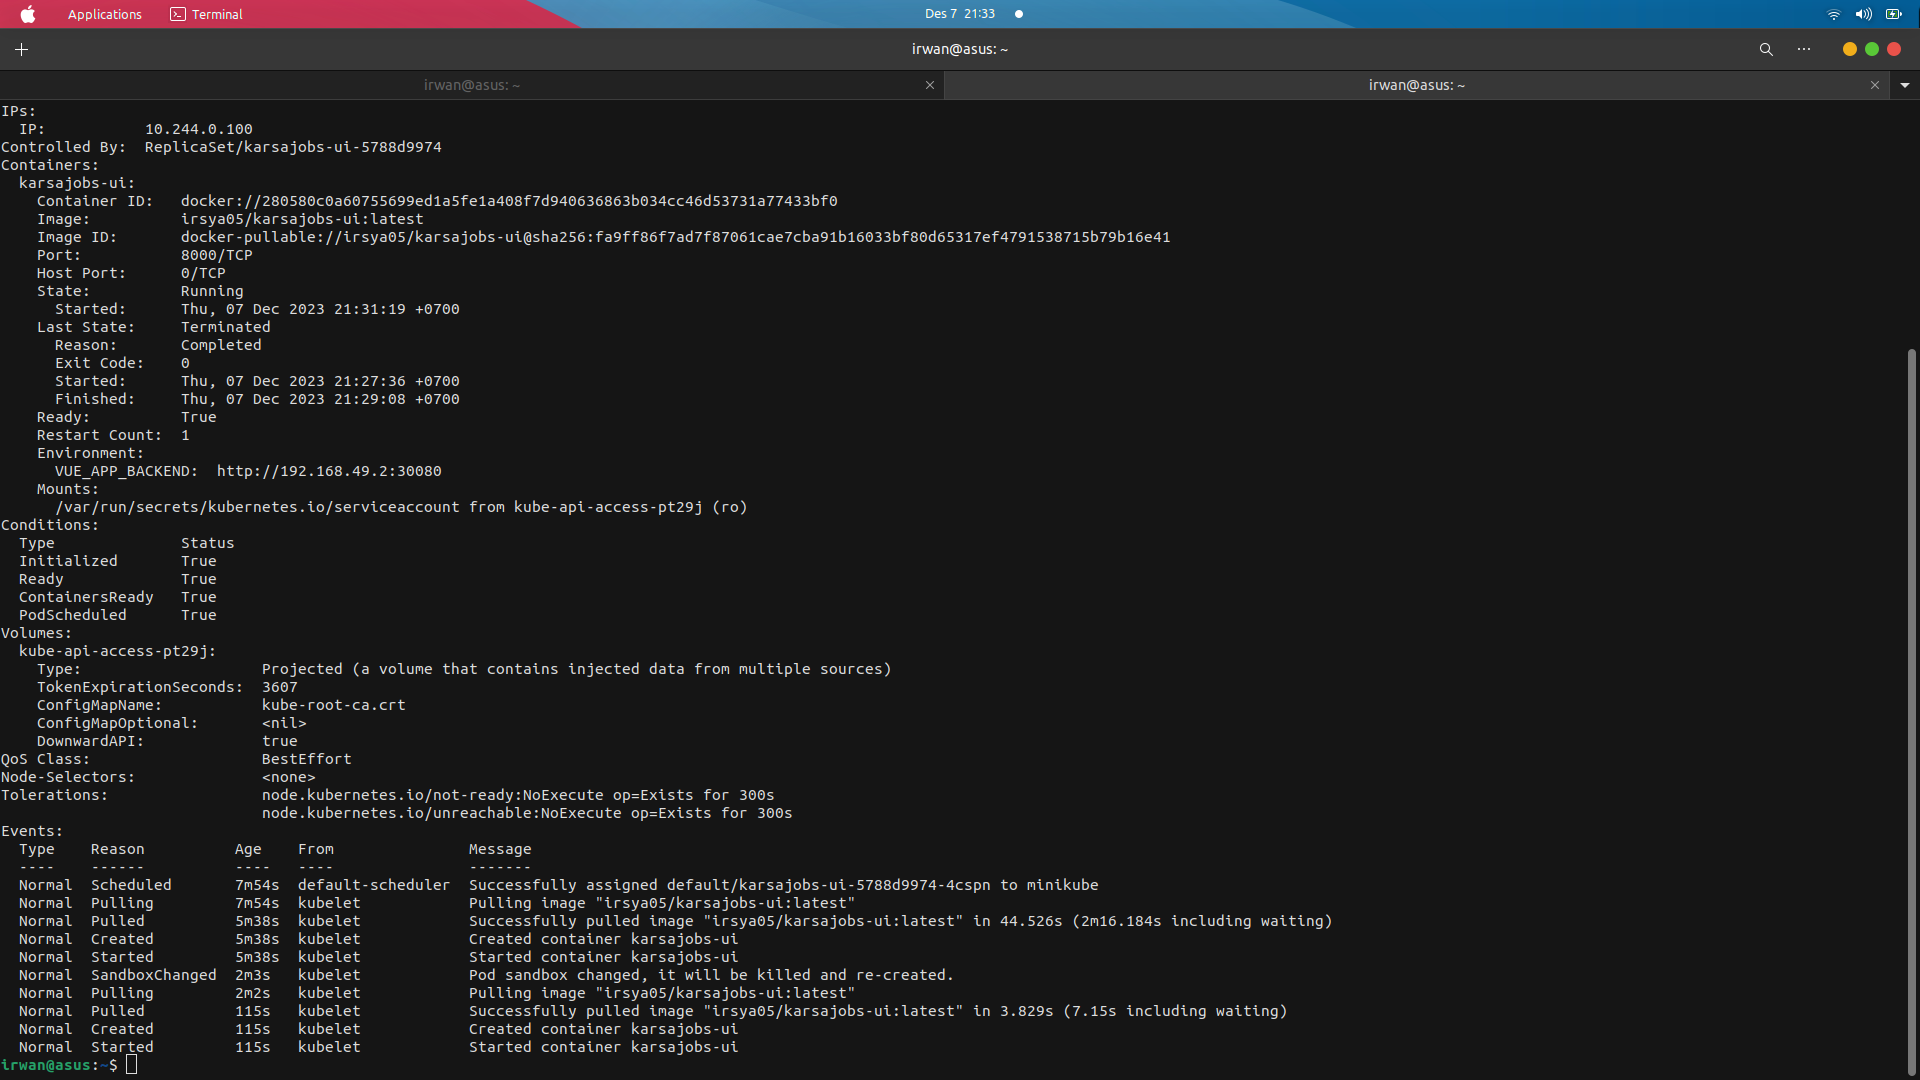 Applications Terminal Des 7 21:33
irwan@asus: ~
irwan@asus: ~ irwan@asus: ~
IPs:
  IP:           10.244.0.100
Controlled By:  ReplicaSet/karsajobs-ui-5788d9974
Containers:
  karsajobs-ui:
    Container ID:   docker://280580c0a60755699ed1a5fe1a408f7d940636863b034cc46d53731a77433bf0
    Image:          irsya05/karsajobs-ui:latest
    Image ID:       docker-pullable://irsya05/karsajobs-ui@sha256:fa9ff86f7ad7f87061cae7cba91b16033bf80d65317ef4791538715b79b16e41
    Port:           8000/TCP
    Host Port:      0/TCP
    State:          Running
      Started:      Thu, 07 Dec 2023 21:31:19 +0700
    Last State:     Terminated
      Reason:       Completed
      Exit Code:    0
      Started:      Thu, 07 Dec 2023 21:27:36 +0700
      Finished:     Thu, 07 Dec 2023 21:29:08 +0700
    Ready:          True
    Restart Count:  1
    Environment:
      VUE_APP_BACKEND:  http://192.168.49.2:30080
    Mounts:
      /var/run/secrets/kubernetes.io/serviceaccount from kube-api-access-pt29j (ro)
Conditions:
  Type              Status
  Initialized       True
  Ready             True
  ContainersReady   True
  PodScheduled      True
Volumes:
  kube-api-access-pt29j:
    Type:                    Projected (a volume that contains injected data from multiple sources)
    TokenExpirationSeconds:  3607
    ConfigMapName:           kube-root-ca.crt
    ConfigMapOptional:       <nil>
    DownwardAPI:             true
QoS Class:                   BestEffort
Node-Selectors:              <none>
Tolerations:                 node.kubernetes.io/not-ready:NoExecute op=Exists for 300s
                             node.kubernetes.io/unreachable:NoExecute op=Exists for 300s
Events:
  Type    Reason          Age    From               Message
  ----    ------          ----   ----               -------
  Normal  Scheduled       7m54s  default-scheduler  Successfully assigned default/karsajobs-ui-5788d9974-4cspn to minikube
  Normal  Pulling         7m54s  kubelet            Pulling image "irsya05/karsajobs-ui:latest"
  Normal  Pulled          5m38s  kubelet            Successfully pulled image "irsya05/karsajobs-ui:latest" in 44.526s (2m16.184s including waiting)
  Normal  Created         5m38s  kubelet            Created container karsajobs-ui
  Normal  Started         5m38s  kubelet            Started container karsajobs-ui
  Normal  SandboxChanged  2m3s   kubelet            Pod sandbox changed, it will be killed and re-created.
  Normal  Pulling         2m2s   kubelet            Pulling image "irsya05/karsajobs-ui:latest"
  Normal  Pulled          115s   kubelet            Successfully pulled image "irsya05/karsajobs-ui:latest" in 3.829s (7.15s including waiting)
  Normal  Created         115s   kubelet            Created container karsajobs-ui
  Normal  Started         115s   kubelet            Started container karsajobs-ui
irwan@asus:~$